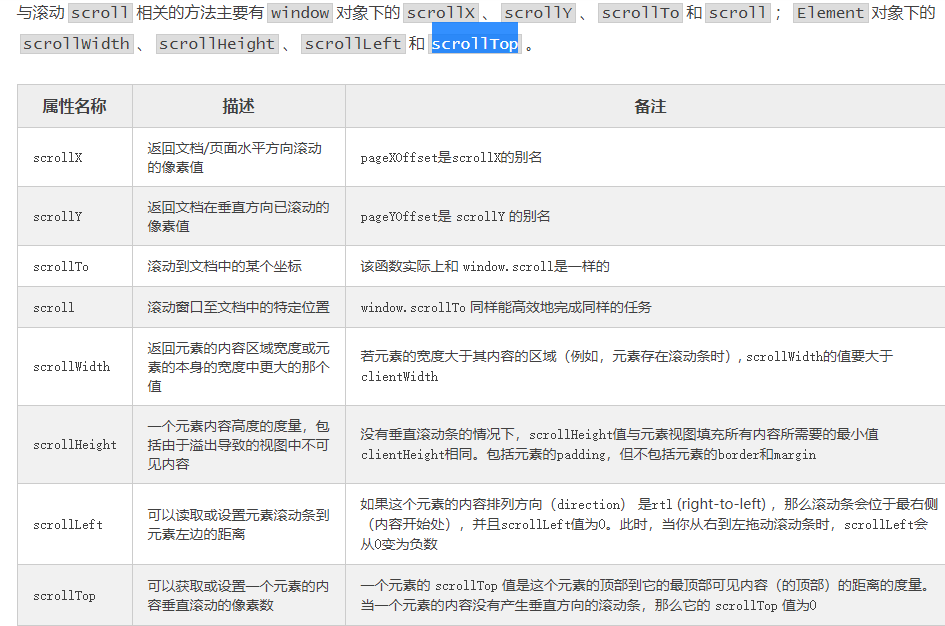 与滚动 scroll 相关的方法主要有 window 对象下的 scrollX 、 scrollY 、 scrollTo 和 scroll ； Element 对象下的
scrollWidth 、 scrollHeight 、 scrollLeft 和 scrollTop 。
属性名称 描述 备注
scrollX
返回文档/页面水平方向滚动
的像素值
pageXOffset是scrollX的别名
scrollY
返回文档在垂直方向已滚动的
像素值
pageYOffset是 scrollY 的别名
scrollTo 滚动到文档中的某个坐标 该函数实际上和 window.scroll是一样的
scroll 滚动窗口至文档中的特定位置 window.scrollTo 同样能高效地完成同样的任务
scrollWidth
返回元素的内容区域宽度或元
素的本身的宽度中更大的那个
值
若元素的宽度大于其内容的区域（例如，元素存在滚动条时）, scrollWidth的值要大于
clientWidth
scrollHeight
一个元素内容高度的度量，包
括由于溢出导致的视图中不可
见内容
没有垂直滚动条的情况下，scrollHeight值与元素视图填充所有内容所需要的最小值
clientHeight相同。包括元素的padding，但不包括元素的border和margin
scrollLeft
可以读取或设置元素滚动条到
元素左边的距离
如果这个元素的内容排列方向（direction） 是rtl (right-to-left) ，那么滚动条会位于最右侧
（内容开始处），并且scrollLeft值为0。此时，当你从右到左拖动滚动条时，scrollLeft会
从0变为负数
scrollTop
可以获取或设置一个元素的内
容垂直滚动的像素数
一个元素的 scrollTop 值是这个元素的顶部到它的最顶部可见内容（的顶部）的距离的度量。
当一个元素的内容没有产生垂直方向的滚动条，那么它的 scrollTop 值为0